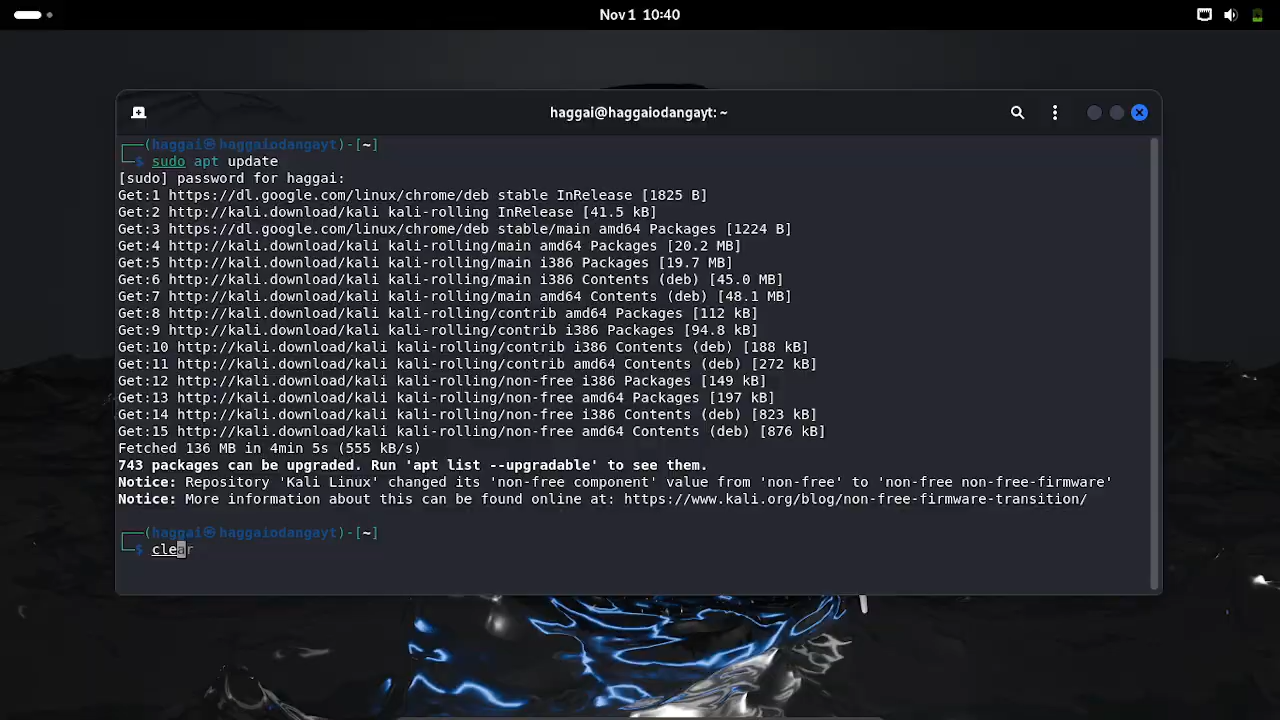 Nov 1 10:40
haggai@haggaiodangayt: ~
┌──(haggai㉿haggaiodangayt)-[~]
└─$ sudo apt update
[sudo] password for haggai:
Get:1 https://dl.google.com/linux/chrome/deb stable InRelease [1825 B]
Get:2 http://kali.download/kali kali-rolling InRelease [41.5 kB]
Get:3 https://dl.google.com/linux/chrome/deb stable/main amd64 Packages [1224 B]
Get:4 http://kali.download/kali kali-rolling/main amd64 Packages [20.2 MB]
Get:5 http://kali.download/kali kali-rolling/main i386 Packages [19.7 MB]
Get:6 http://kali.download/kali kali-rolling/main i386 Contents (deb) [45.0 MB]
Get:7 http://kali.download/kali kali-rolling/main amd64 Contents (deb) [48.1 MB]
Get:8 http://kali.download/kali kali-rolling/contrib amd64 Packages [112 kB]
Get:9 http://kali.download/kali kali-rolling/contrib i386 Packages [94.8 kB]
Get:10 http://kali.download/kali kali-rolling/contrib i386 Contents (deb) [188 kB]
Get:11 http://kali.download/kali kali-rolling/contrib amd64 Contents (deb) [272 kB]
Get:12 http://kali.download/kali kali-rolling/non-free i386 Packages [149 kB]
Get:13 http://kali.download/kali kali-rolling/non-free amd64 Packages [197 kB]
Get:14 http://kali.download/kali kali-rolling/non-free i386 Contents (deb) [823 kB]
Get:15 http://kali.download/kali kali-rolling/non-free amd64 Contents (deb) [876 kB]
Fetched 136 MB in 4min 5s (555 kB/s)
743 packages can be upgraded. Run 'apt list --upgradable' to see them.
Notice: Repository 'Kali Linux' changed its 'non-free component' value from 'non-free' to 'non-free non-free-firmware'
Notice: More information about this can be found online at: https://www.kali.org/blog/non-free-firmware-transition/
┌──(haggai㉿haggaiodangayt)-[~]
└─$ clear